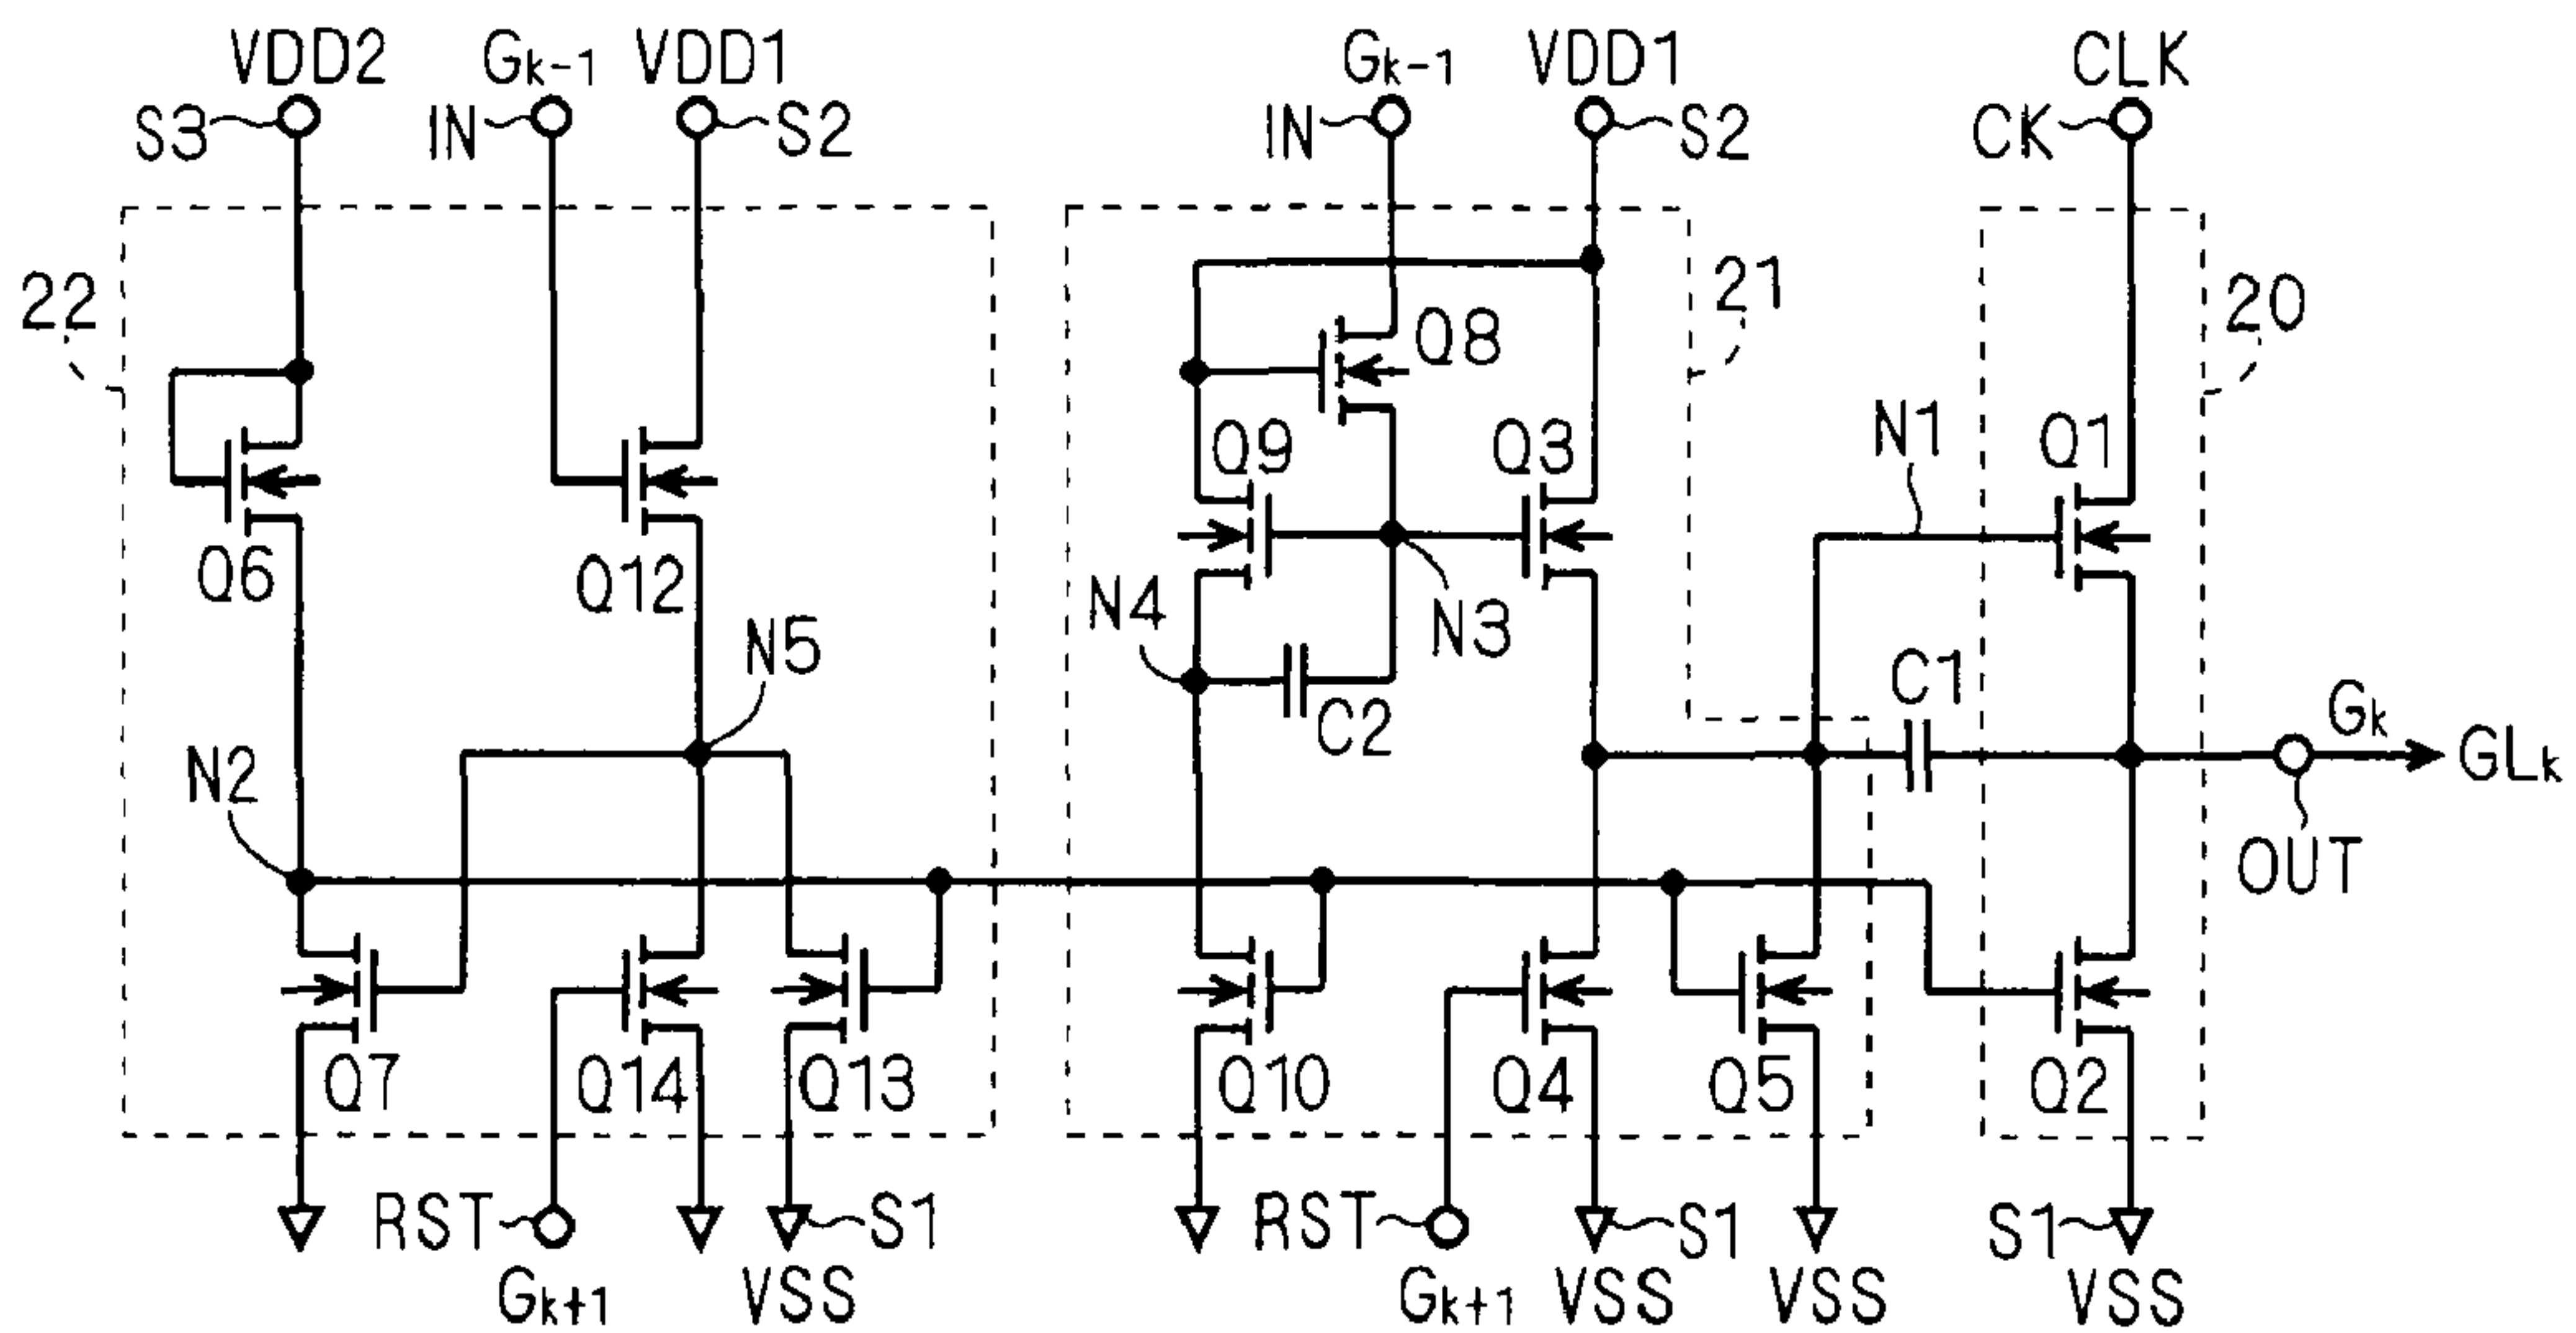 VDD2 Gk-1 VDD1 Gk-1 VDD1 CLK
S3 IN S2 IN S2 CK
22 21 20
Q8
Q9 Q3 N1 Q1
Q6 Q12 N4 N3
N5 C1
C2 Gk
N2 GLk
OUT
Q7 Q14 Q13 Q10 Q4 Q5 Q2
RST S1 RST S1 S1
Gk+1 VSS Gk+1 VSS VSS VSS